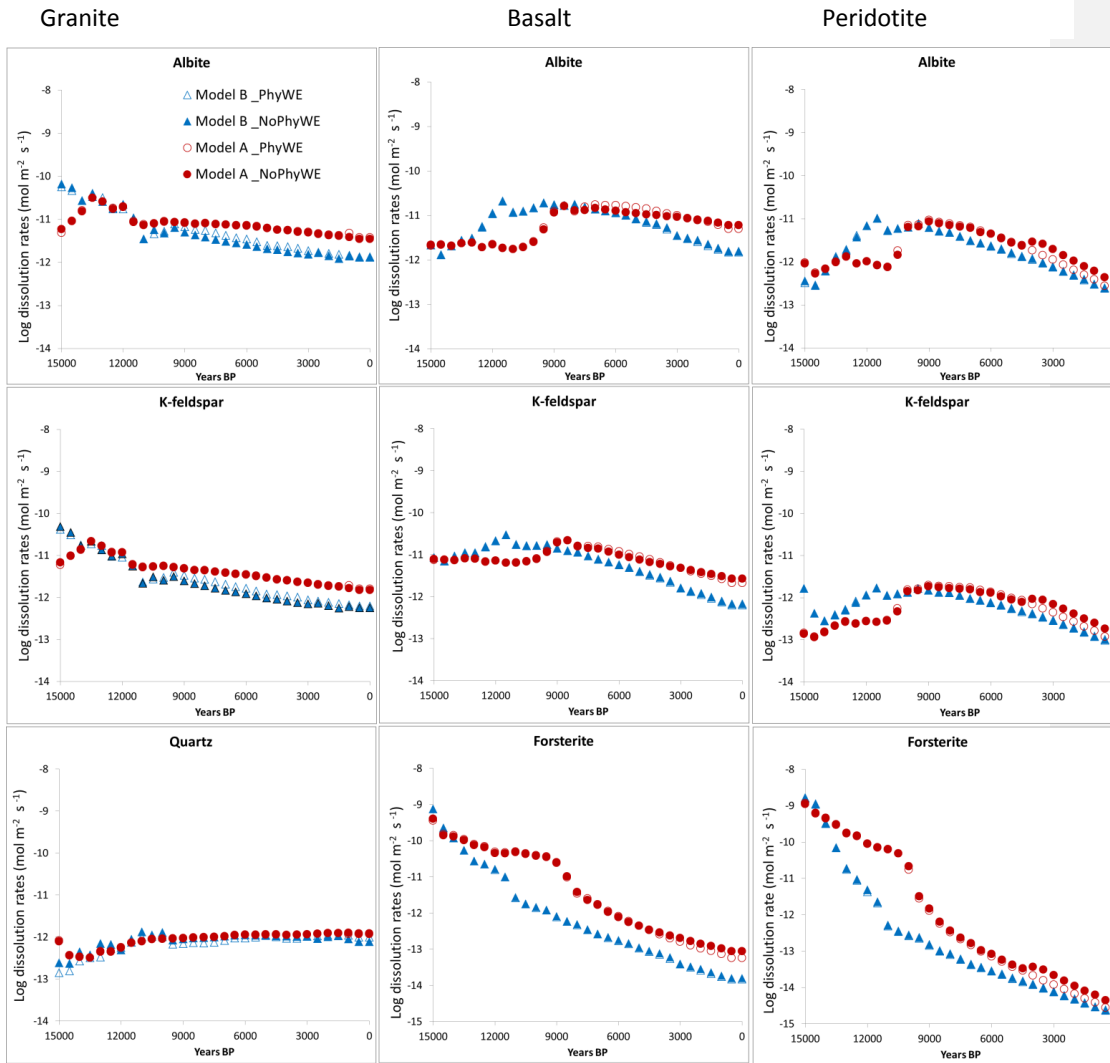 Granite Basalt Peridotite
Albite
Log dissolution rates (mol m⁻² s⁻¹)
-8
-9
-10
-11
-12
-13
-14
15000 12000 9000 6000 3000 0
Years BP
Model B _PhyWE
Model B _NoPhyWE
Model A _PhyWE
Model A _NoPhyWE
Albite
Log dissolution rates (mol m⁻² s⁻¹)
-8
-9
-10
-11
-12
-13
-14
15000 12000 9000 6000 3000 0
Years BP
Albite
Log dissolution rates (mol m⁻² s⁻¹)
-8
-9
-10
-11
-12
-13
-14
15000 12000 9000 6000 3000
Years BP
K-feldspar
Log dissolution rates (mol m⁻² s⁻¹)
-8
-9
-10
-11
-12
-13
-14
15000 12000 9000 6000 3000 0
Years BP
K-feldspar
Log dissolution rates (mol m⁻² s⁻¹)
-8
-9
-10
-11
-12
-13
-14
15000 12000 9000 6000 3000 0
Years BP
K-feldspar
Log dissolution rates (mol m⁻² s⁻¹)
-8
-9
-10
-11
-12
-13
-14
15000 12000 9000 6000 3000
Years BP
Quartz
Log dissolution rates (mol m⁻² s⁻¹)
-8
-9
-10
-11
-12
-13
-14
15000 12000 9000 6000 3000 0
Years BP
Forsterite
Log dissolution rates (mol m⁻² s⁻¹)
-8
-9
-10
-11
-12
-13
-14
-15
15000 12000 9000 6000 3000 0
Years BP
Forsterite
Log dissolution rate (mol m⁻² s⁻¹)
-8
-9
-10
-11
-12
-13
-14
-15
15000 12000 9000 6000 3000
Years BP